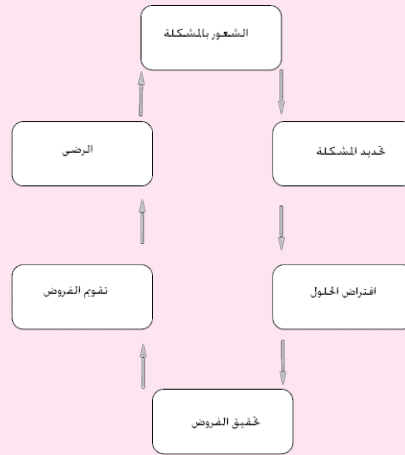 الشعور بالمشكلة
تحديد المشكلة
افتراض الحلول
تحقيق الفروض
تقويم الفروض
الرضى